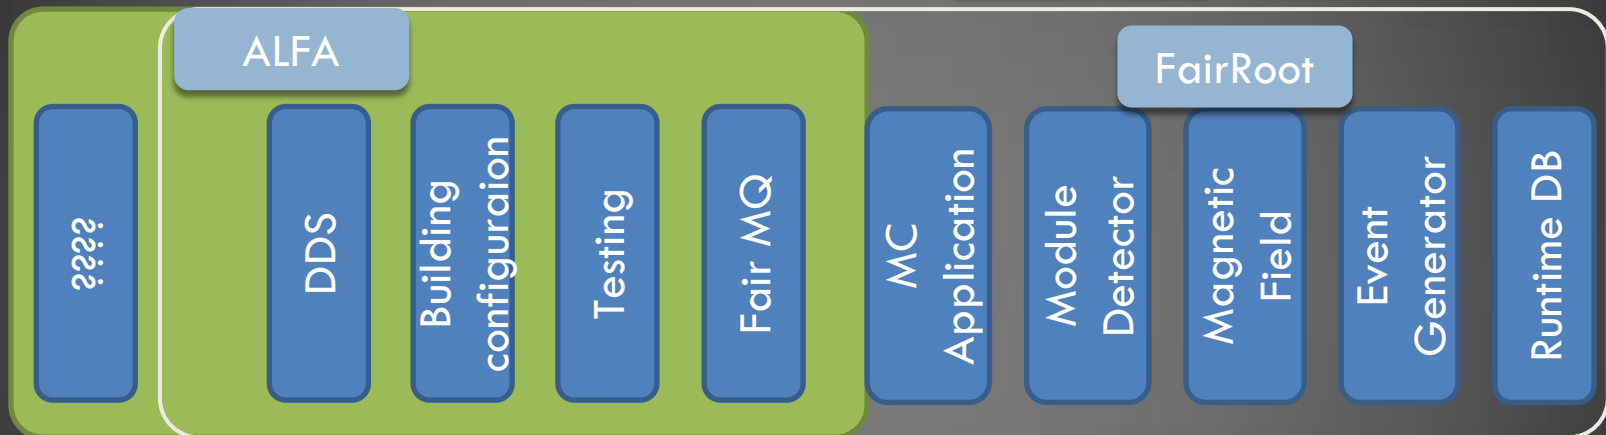 ALFA
FairRoot
?????
DDS
Building
configuraion
Testing
Fair MQ
MC
Application
Module
Detector
Magnetic
Field
Event
Generator
Runtime DB